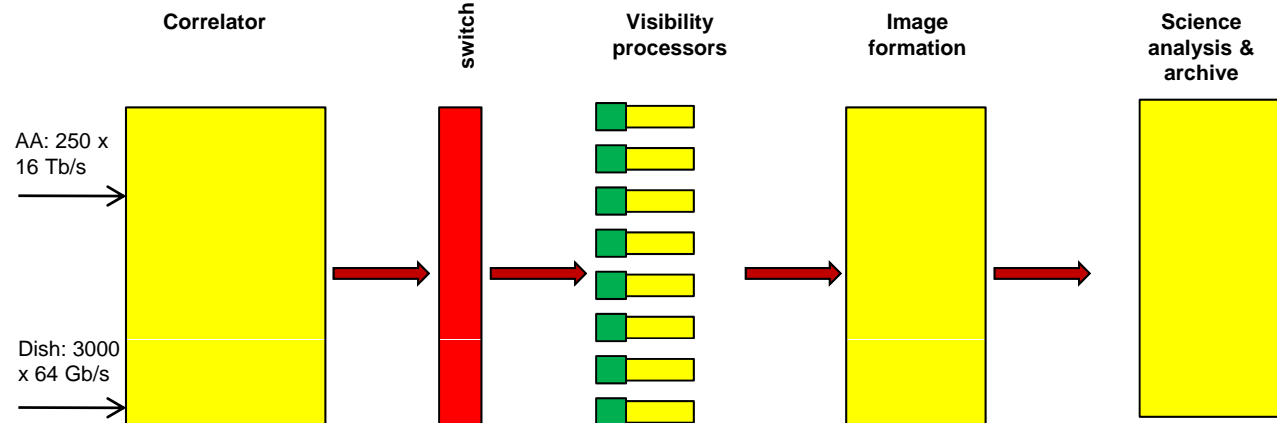 Correlator
switch
Visibility
processors
Image
formation
Science
analysis &
archive
AA: 250 x
16 Tb/s
Dish: 3000
x 64 Gb/s